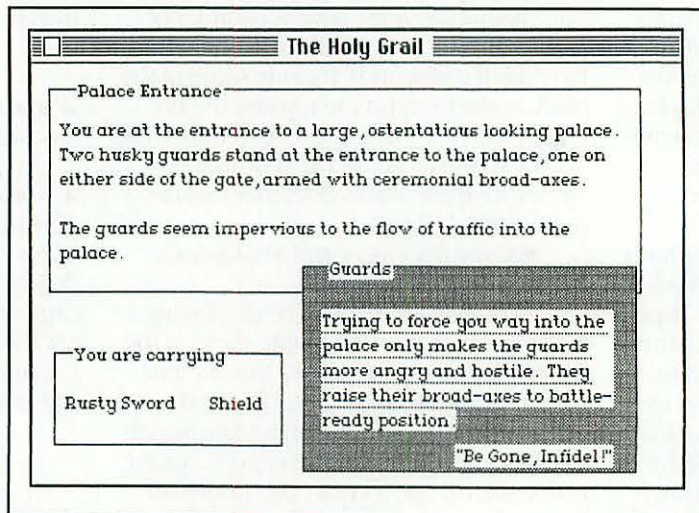 The Holy Grail
Palace Entrance
You are at the entrance to a large, ostentatious looking palace.
Two husky guards stand at the entrance to the palace, one on
either side of the gate, armed with ceremonial broad-axes.
The guards seem impervious to the flow of traffic into the
palace.
Guards
Trying to force you way into the
palace only makes the guards
more angry and hostile. They
raise their broad-axes to battle-
ready position.
"Be Gone, Infidel!"
You are carrying
Rusty Sword Shield